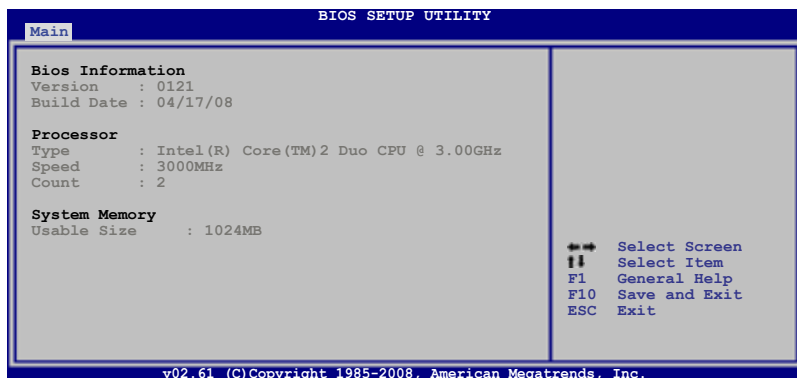 BIOS SETUP UTILITY
Main
Bios Information
Version : 0121
Build Date : 04/17/08
Processor
Type : Intel(R) Core(TM)2 Duo CPU @ 3.00GHz
Speed : 3000MHz
Count : 2
System Memory
Usable Size : 1024MB
←→ Select Screen
↑↓ Select Item
F1 General Help
F10 Save and Exit
ESC Exit
v02.61 (C)Copyright 1985-2008, American Megatrends, Inc.